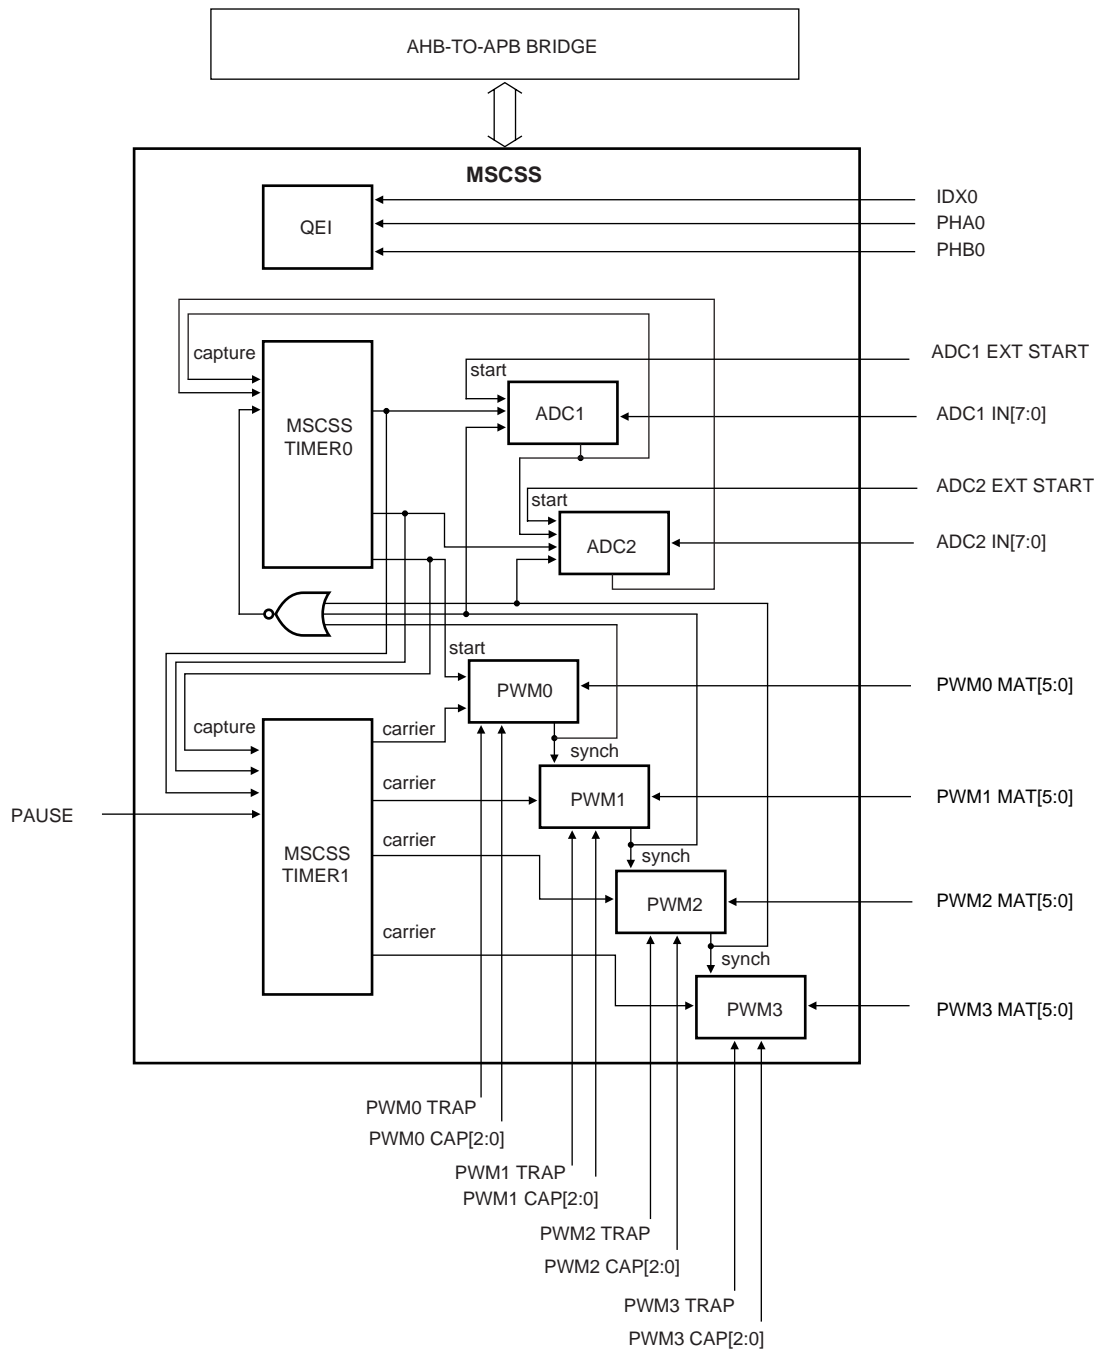 AHB-TO-APB BRIDGE
MSCSS
QEI
IDX0
PHA0
PHB0
capture
MSCSS
TIMER0
start
ADC1
ADC1 EXT START
ADC1 IN[7:0]
start
ADC2
ADC2 EXT START
ADC2 IN[7:0]
start
PWM0
PWM0 MAT[5:0]
capture
carrier
synch
carrier
PWM1
PWM1 MAT[5:0]
PAUSE
MSCSS
TIMER1
carrier
synch
PWM2
PWM2 MAT[5:0]
carrier
synch
PWM3
PWM3 MAT[5:0]
PWM0 TRAP
PWM0 CAP[2:0]
PWM1 TRAP
PWM1 CAP[2:0]
PWM2 TRAP
PWM2 CAP[2:0]
PWM3 TRAP
PWM3 CAP[2:0]